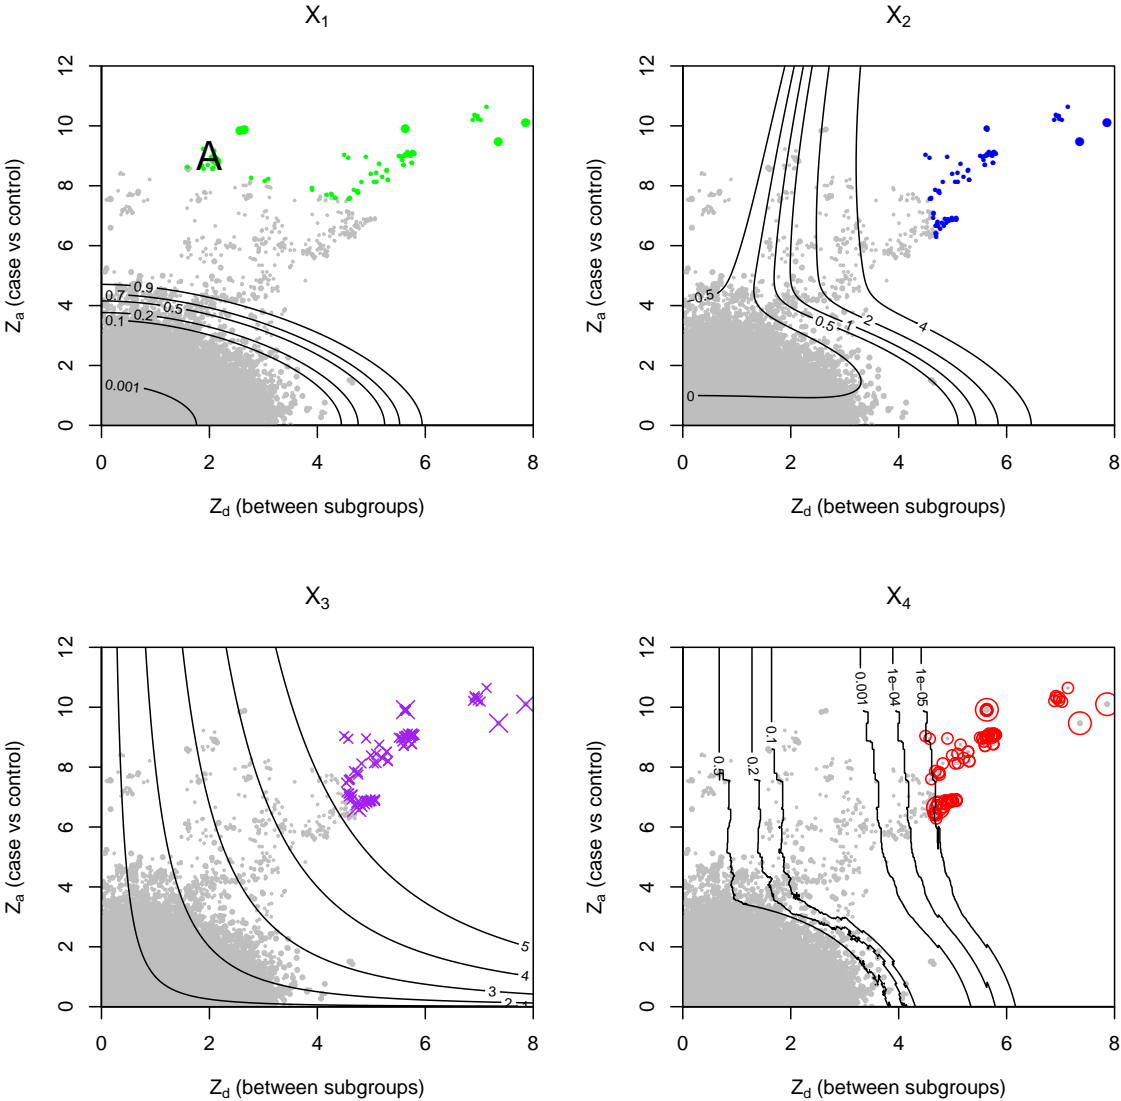 X₁
12
10
8
6
4
2
0
Zₐ (case vs control)
A
0.9
0.7
0.5
0.2
0.1
0.001
0 2 4 6 8
Z_d (between subgroups)
X₂
12
10
8
6
4
2
0
Zₐ (case vs control)
−0.5
0.5
1
2
4
0
0 2 4 6 8
Z_d (between subgroups)
X₃
12
10
8
6
4
2
0
Zₐ (case vs control)
5
4
3
2
1
0 2 4 6 8
Z_d (between subgroups)
X₄
12
10
8
6
4
2
0
Zₐ (case vs control)
0.5
0.2
0.1
0.001
1e−04
1e−05
0 2 4 6 8
Z_d (between subgroups)